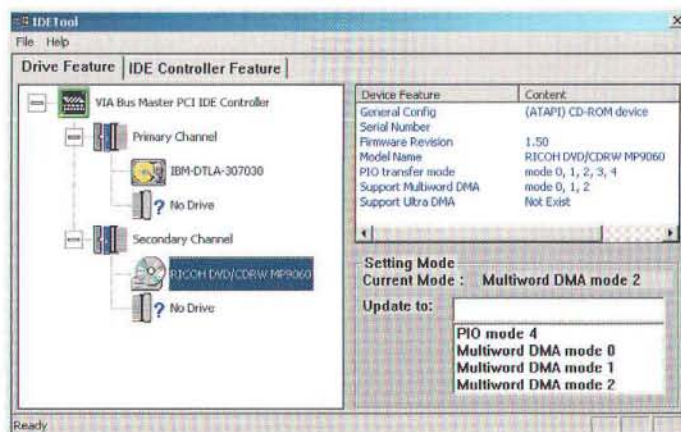 IDETool
File Help
Drive Feature IDE Controller Feature
VIA Bus Master PCI IDE Controller
Primary Channel
IBM-DTLA-307030
No Drive
Secondary Channel
RICOH DVD/CDRW MP9060
No Drive
Device Feature Content
General Config (ATAPI) CD-ROM device
Serial Number
Firmware Revision 1.50
Model Name RICOH DVD/CDRW MP9060
PIO transfer mode mode 0, 1, 2, 3, 4
Support Multiword DMA mode 0, 1, 2
Support Ultra DMA Not Exist
Setting Mode
Current Mode : Multiword DMA mode 2
Update to:
PIO mode 4
Multiword DMA mode 0
Multiword DMA mode 1
Multiword DMA mode 2
Ready